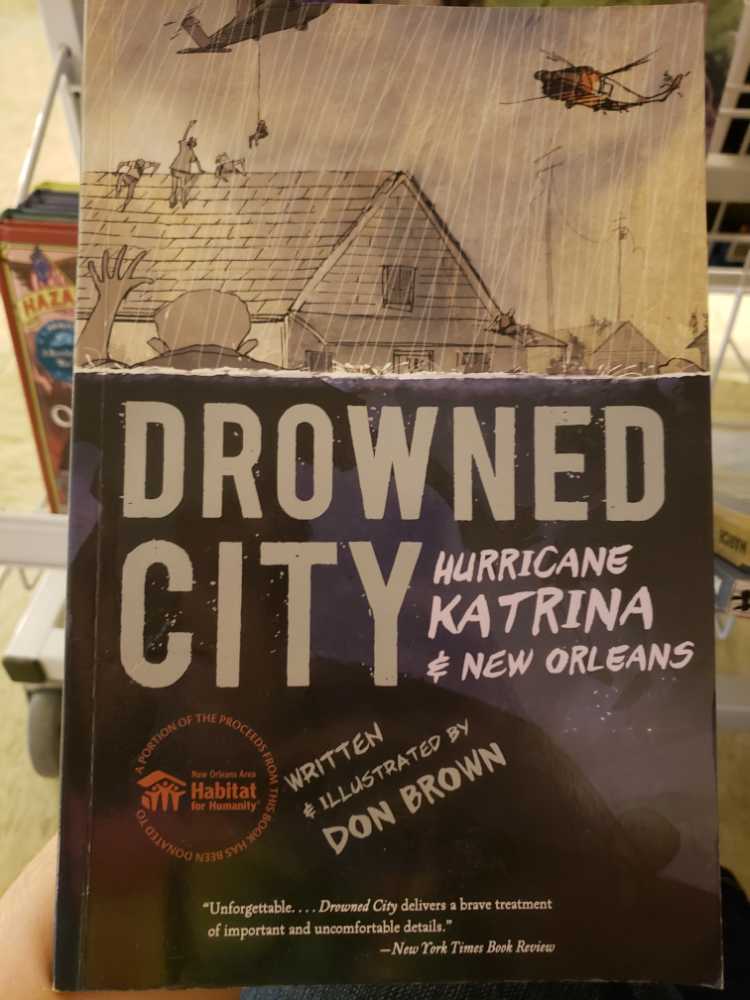 DROWNED
CITY
HURRICANE
KATRINA
& NEW ORLEANS
A PORTION OF THE PROCEEDS FROM THIS BOOK HAS BEEN DONATED TO
New Orleans Area
Habitat
for Humanity®
WRITTEN
& ILLUSTRATED BY
DON BROWN
“Unforgettable. . . . Drowned City delivers a brave treatment
of important and uncomfortable details.”
—New York Times Book Review
HAZA